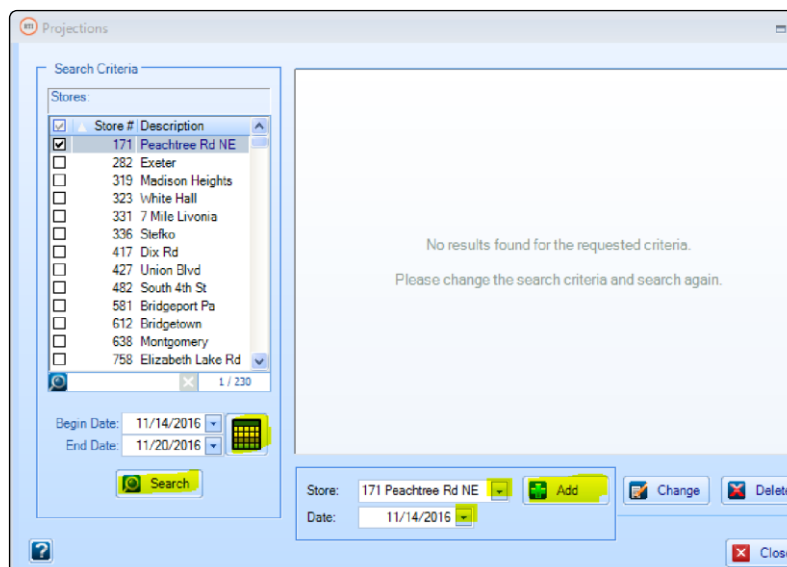 Projections
Search Criteria
Stores:
Store # Description
171 Peachtree Rd NE
282 Exeter
319 Madison Heights
323 White Hall
331 7 Mile Livonia
336 Stefko
417 Dix Rd
427 Union Blvd
482 South 4th St
581 Bridgeport Pa
612 Bridgetown
638 Montgomery
758 Elizabeth Lake Rd
1 / 230
Begin Date: 11/14/2016
End Date: 11/20/2016
Search
No results found for the requested criteria.
Please change the search criteria and search again.
Store: 171 Peachtree Rd NE
Add
Change
Delete
Date: 11/14/2016
?
Close